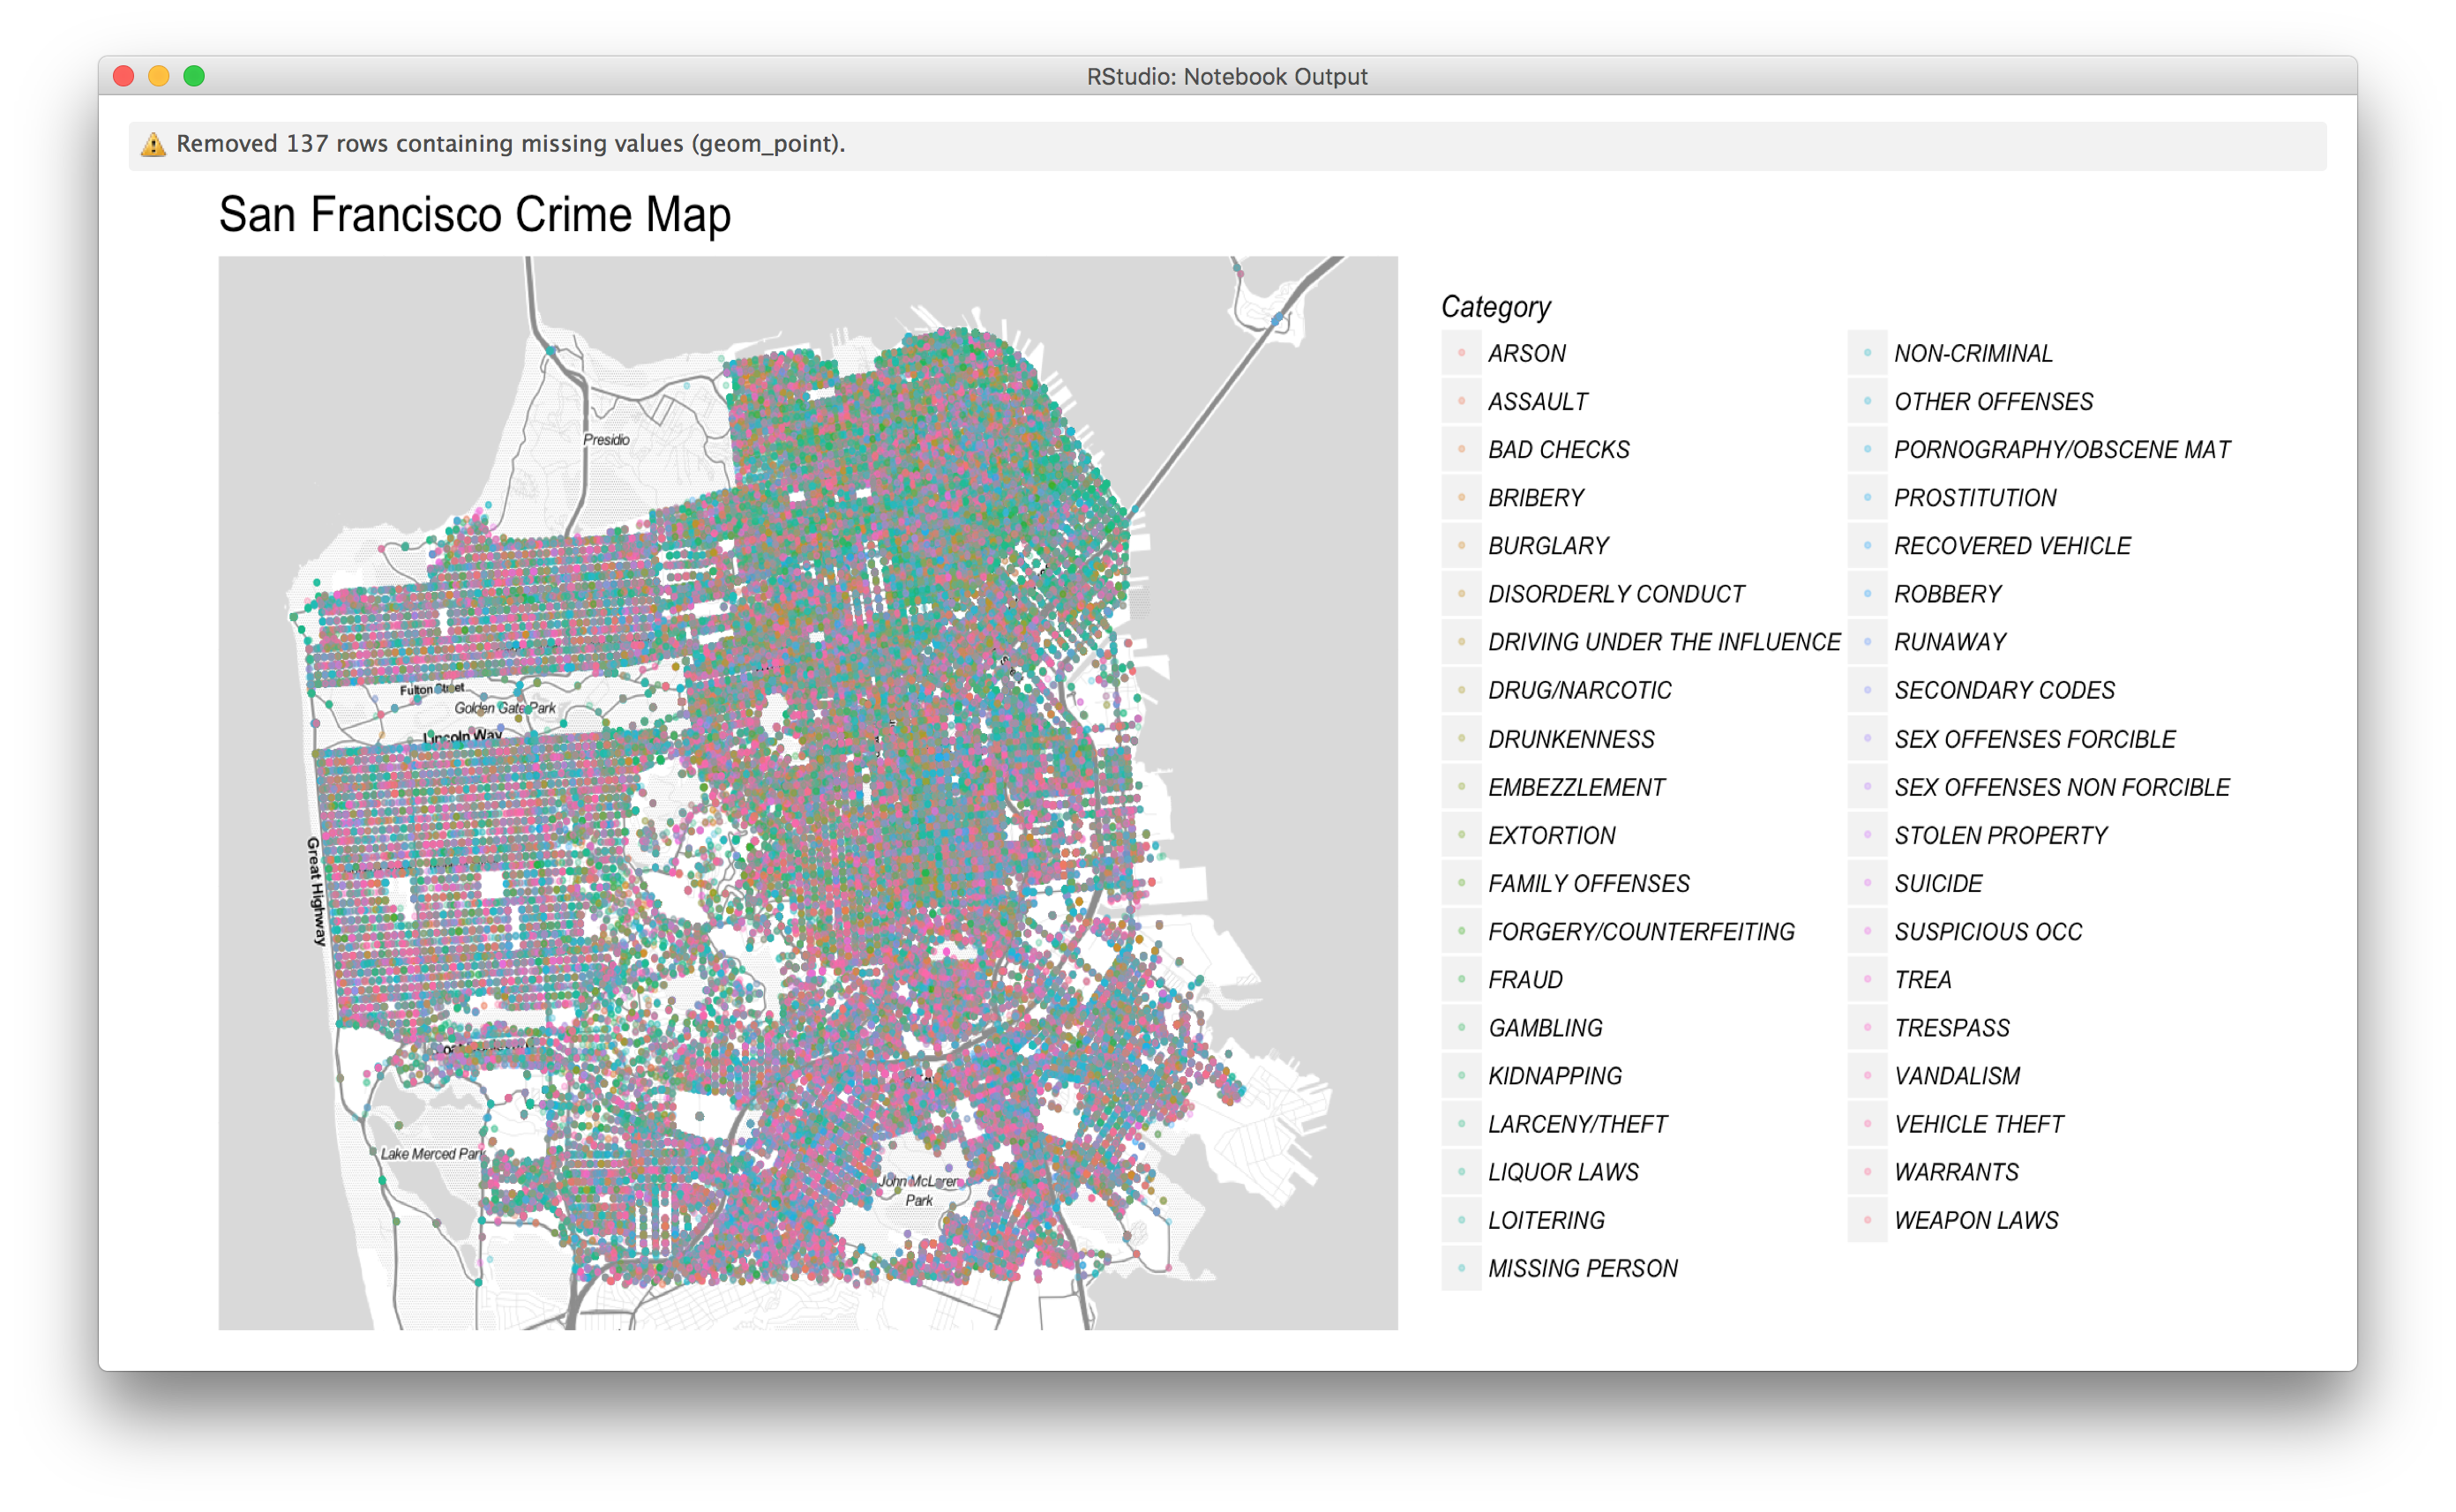 RStudio: Notebook Output
Removed 137 rows containing missing values (geom_point).
San Francisco Crime Map
Presidio
Fulton Street
Golden Gate Park
Lincoln Way
Great Highway
Lake Merced Park
John McLaren
Park
Category
ARSON
ASSAULT
BAD CHECKS
BRIBERY
BURGLARY
DISORDERLY CONDUCT
DRIVING UNDER THE INFLUENCE
DRUG/NARCOTIC
DRUNKENNESS
EMBEZZLEMENT
EXTORTION
FAMILY OFFENSES
FORGERY/COUNTERFEITING
FRAUD
GAMBLING
KIDNAPPING
LARCENY/THEFT
LIQUOR LAWS
LOITERING
MISSING PERSON
NON-CRIMINAL
OTHER OFFENSES
PORNOGRAPHY/OBSCENE MAT
PROSTITUTION
RECOVERED VEHICLE
ROBBERY
RUNAWAY
SECONDARY CODES
SEX OFFENSES FORCIBLE
SEX OFFENSES NON FORCIBLE
STOLEN PROPERTY
SUICIDE
SUSPICIOUS OCC
TREA
TRESPASS
VANDALISM
VEHICLE THEFT
WARRANTS
WEAPON LAWS